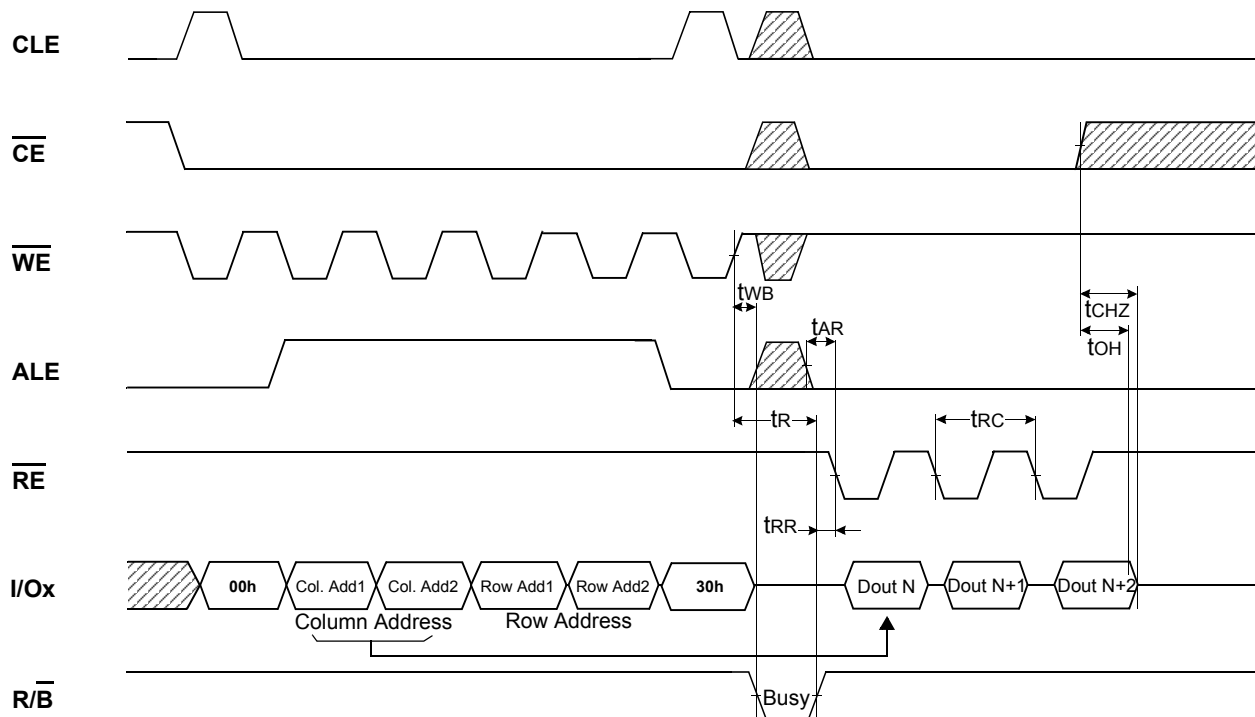 CLE
CE
WE
tWB
tCHZ
tAR
tOH
ALE
tR
tRC
RE
tRR
I/Ox
00h
Col. Add1
Col. Add2
Row Add1
Row Add2
30h
Dout N
Dout N+1
Dout N+2
Column Address
Row Address
R/B
Busy